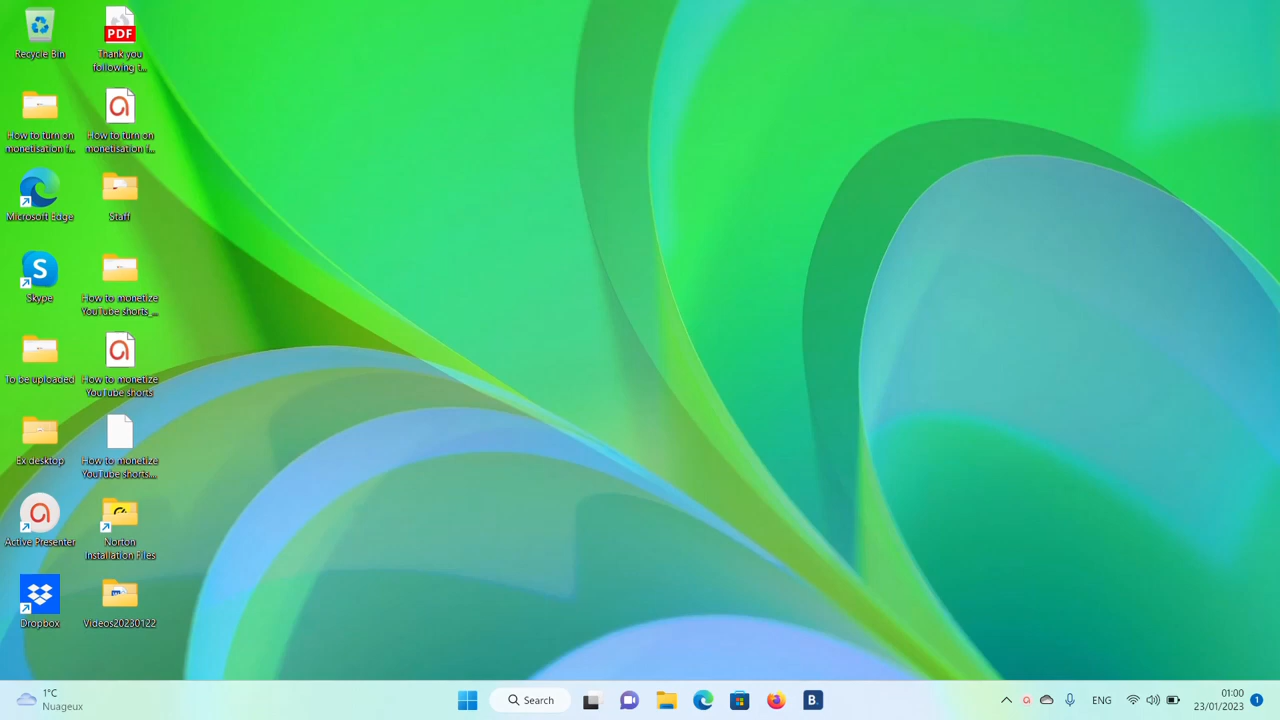 Recycle Bin
PDF
Thank you
following t...
How to turn on
monetisation f...
How to turn on
monetisation f...
Microsoft Edge
Staff
S
Skype
How to monetize
YouTube shorts_...
To be uploaded
How to monetize
YouTube shorts
Ex desktop
How to monetize
YouTube shorts....
Active Presenter
Norton
Installation Files
Dropbox
Videos20230122
1°C
Nuageux
Search
B.
ENG
01:00
23/01/2023
1